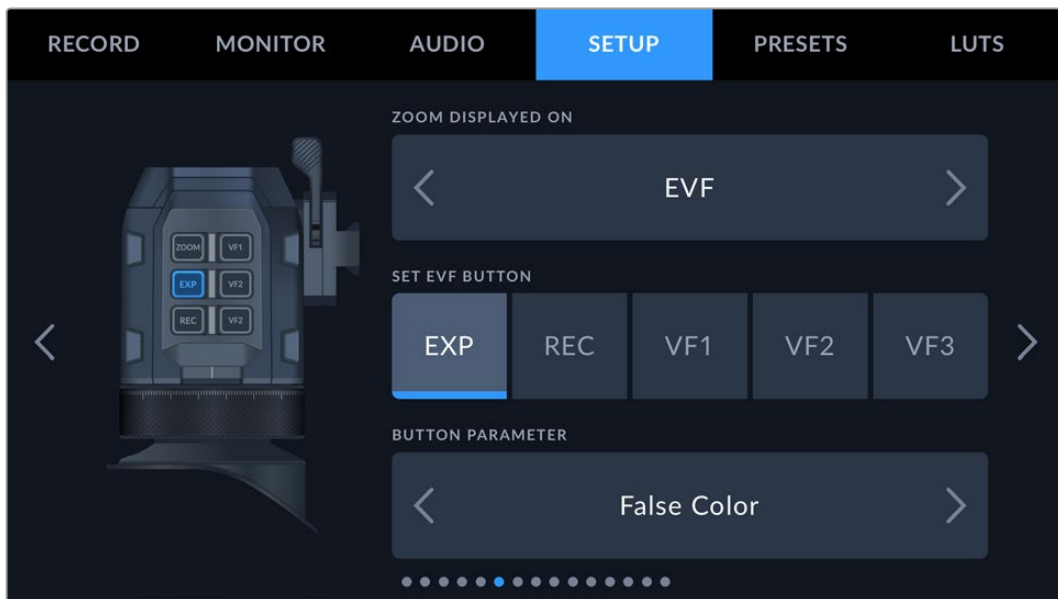 RECORD MONITOR AUDIO SETUP PRESETS LUTS
ZOOM DISPLAYED ON
EVF
ZOOM VF1
EXP VF2
REC VF2
SET EVF BUTTON
EXP REC VF1 VF2 VF3
BUTTON PARAMETER
False Color